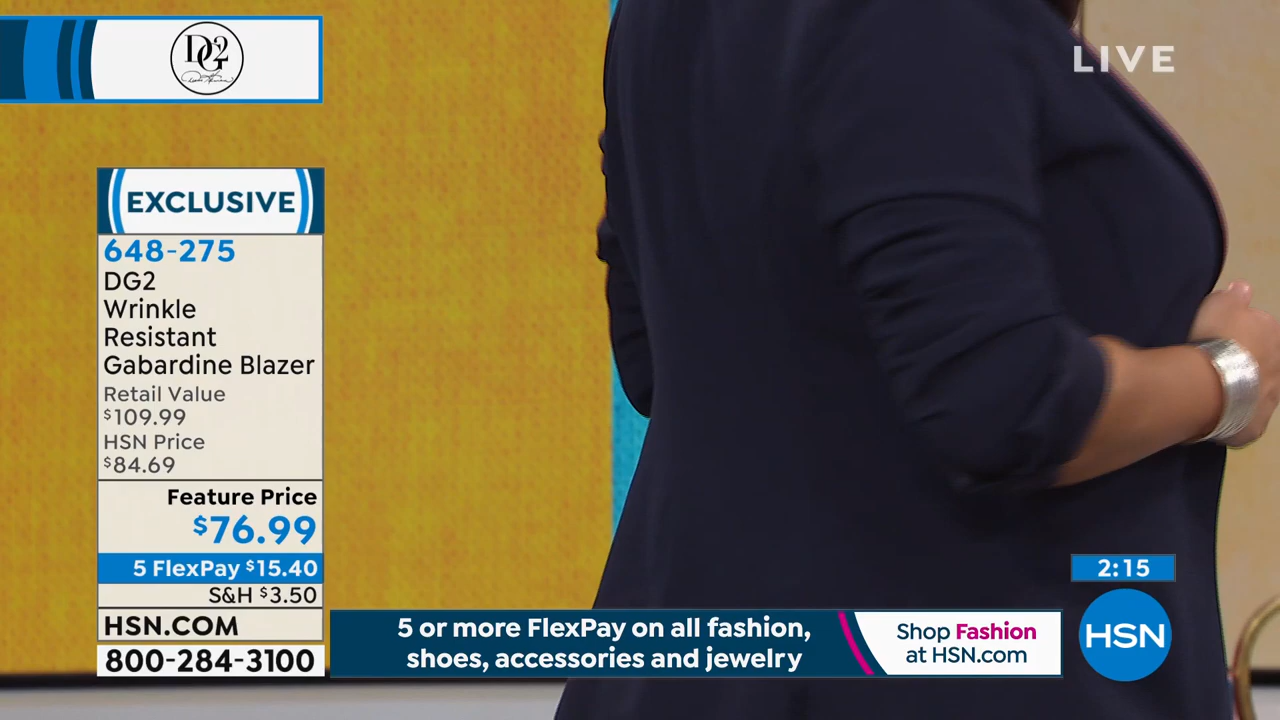 DG2
LIVE
EXCLUSIVE
648-275
DG2
Wrinkle
Resistant
Gabardine Blazer
Retail Value
$109.99
HSN Price
$84.69
Feature Price
$76.99
5 FlexPay $15.40
S&H $3.50
HSN.COM
800-284-3100
5 or more FlexPay on all fashion,
shoes, accessories and jewelry
Shop Fashion
at HSN.com
2:15
HSN